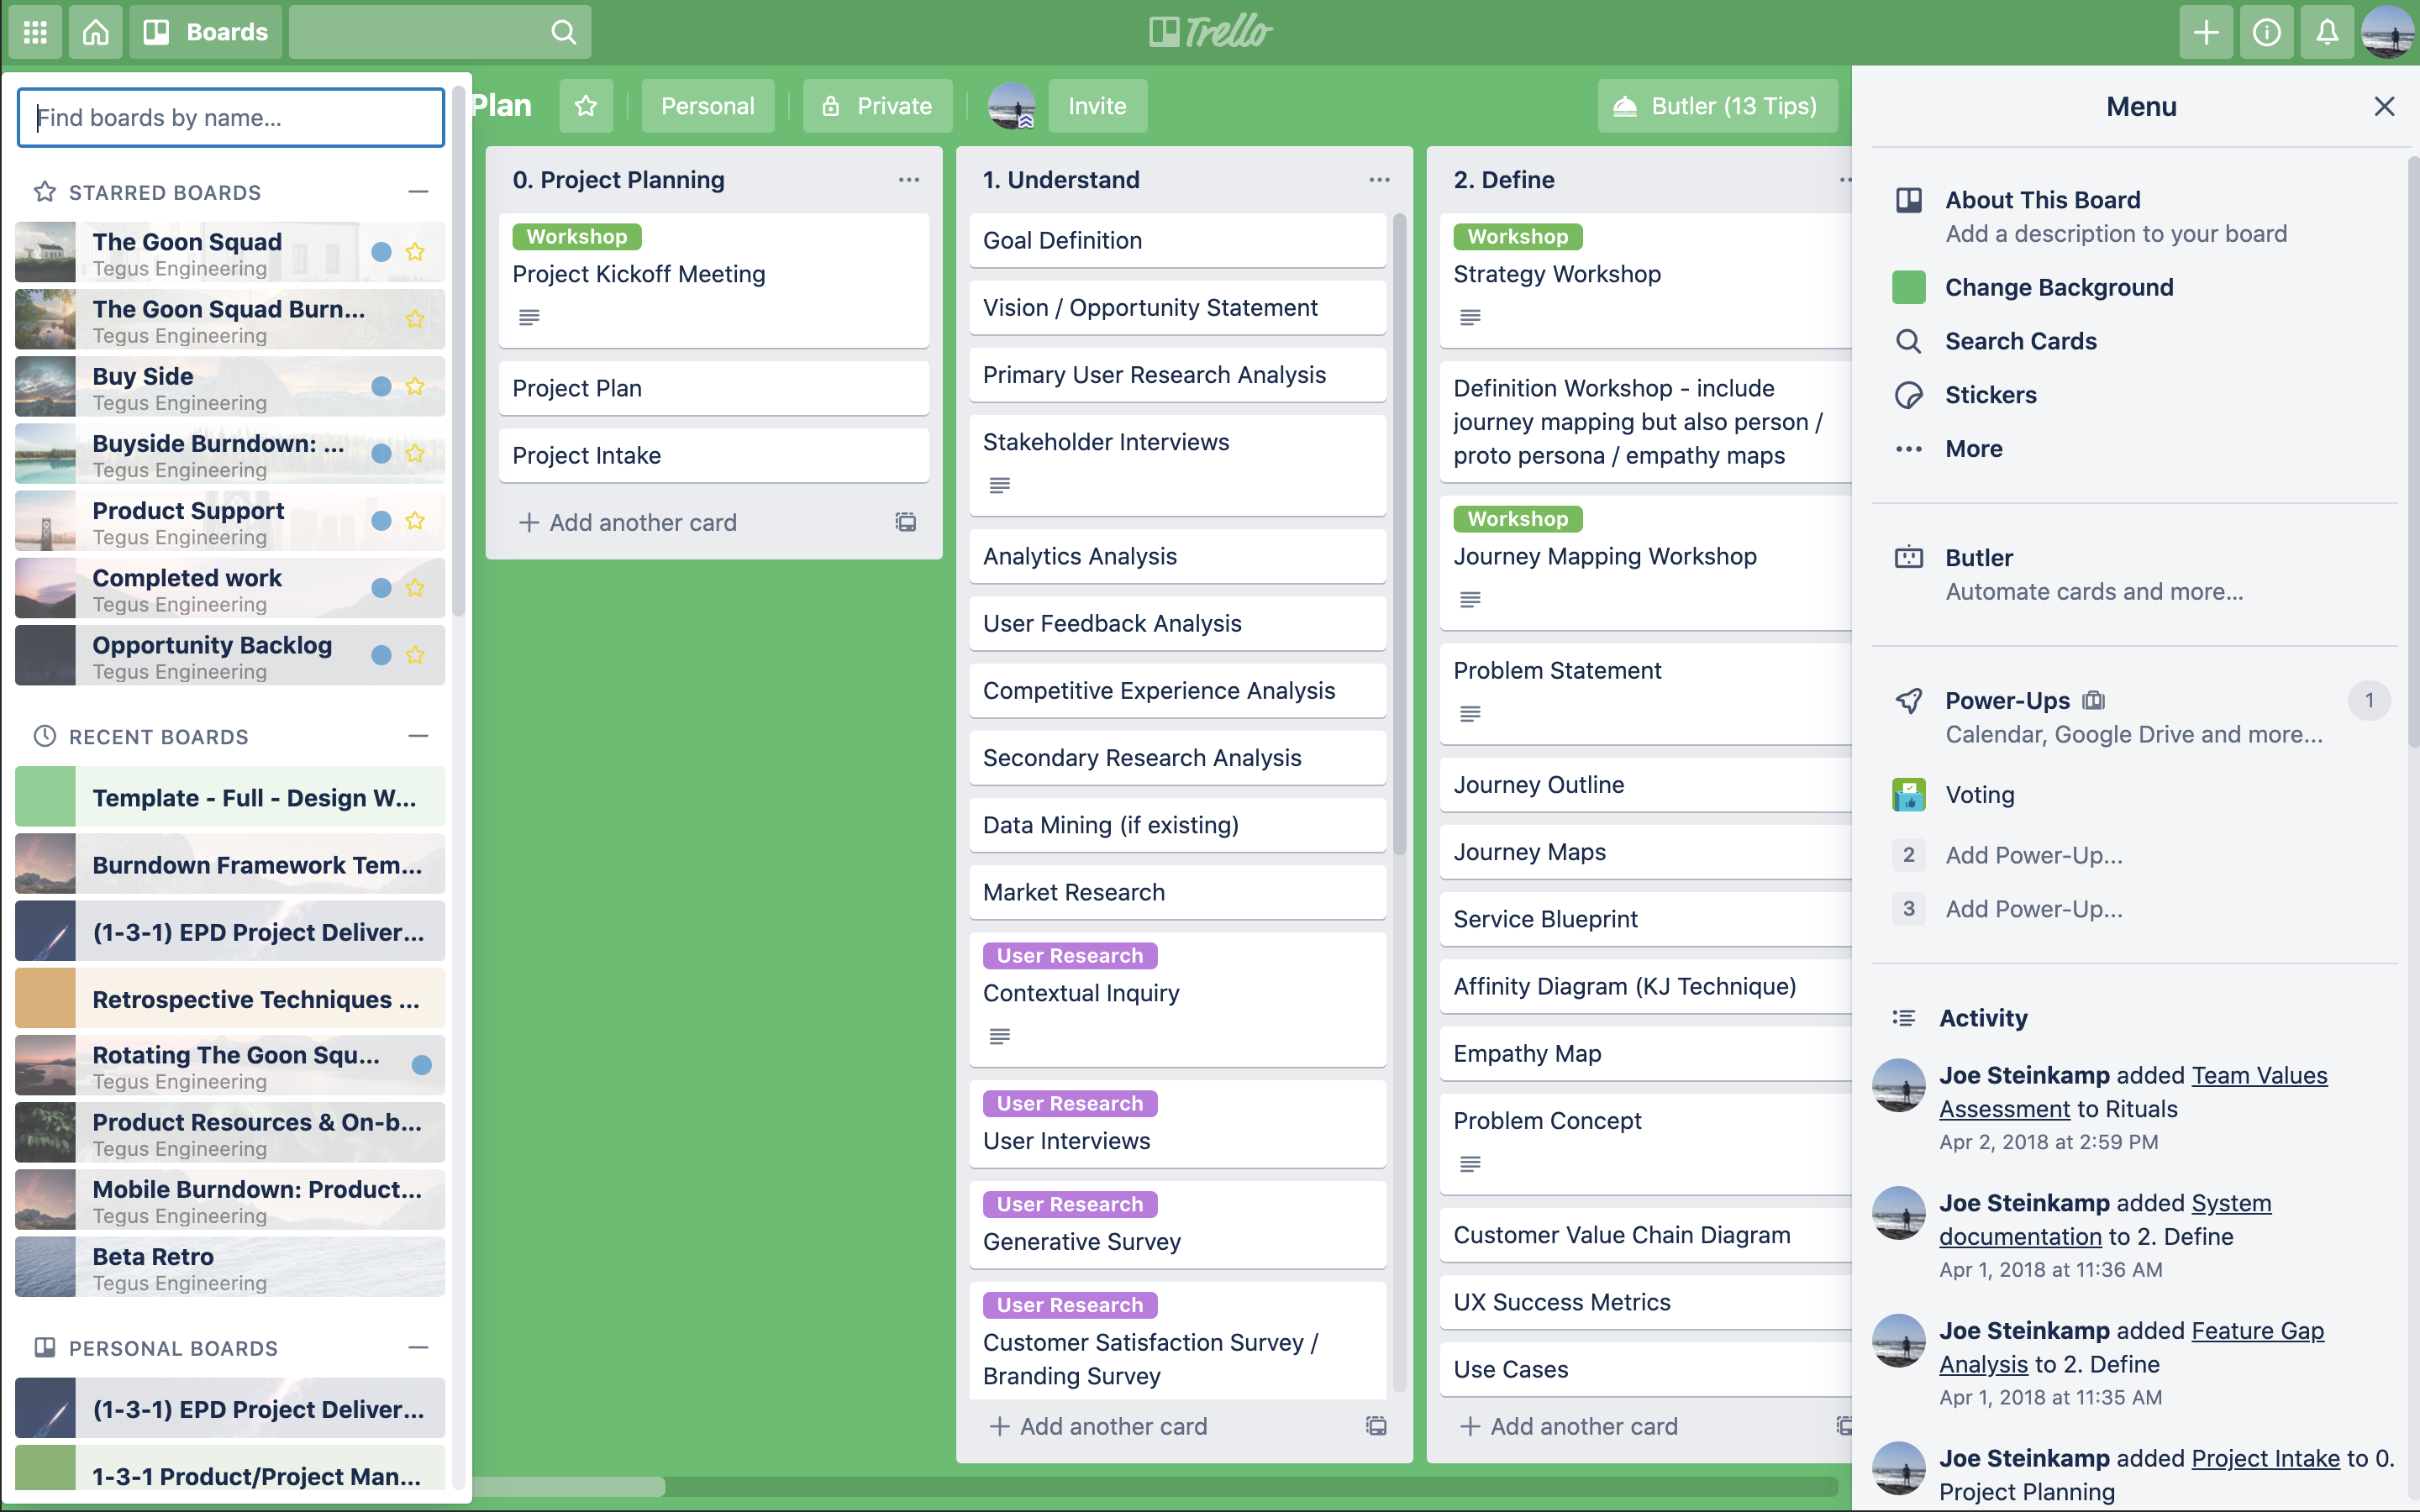 Boards
Trello
Find boards by name...
STARRED BOARDS
The Goon Squad
Tegus Engineering
The Goon Squad Burn...
Tegus Engineering
Buy Side
Tegus Engineering
Buyside Burndown: ...
Tegus Engineering
Product Support
Tegus Engineering
Completed work
Tegus Engineering
Opportunity Backlog
Tegus Engineering
RECENT BOARDS
Template - Full - Design W...
Burndown Framework Tem...
(1-3-1) EPD Project Deliver...
Retrospective Techniques ...
Rotating The Goon Squ...
Tegus Engineering
Product Resources & On-b...
Tegus Engineering
Mobile Burndown: Product...
Tegus Engineering
Beta Retro
Tegus Engineering
PERSONAL BOARDS
(1-3-1) EPD Project Deliver...
1-3-1 Product/Project Man...
Plan
Personal
Private
Invite
Butler (13 Tips)
0. Project Planning
Workshop
Project Kickoff Meeting
Project Plan
Project Intake
+ Add another card
1. Understand
Goal Definition
Vision / Opportunity Statement
Primary User Research Analysis
Stakeholder Interviews
Analytics Analysis
User Feedback Analysis
Competitive Experience Analysis
Secondary Research Analysis
Data Mining (if existing)
Market Research
User Research
Contextual Inquiry
User Research
User Interviews
User Research
Generative Survey
User Research
Customer Satisfaction Survey /
Branding Survey
+ Add another card
2. Define
Workshop
Strategy Workshop
Definition Workshop - include
journey mapping but also person /
proto persona / empathy maps
Workshop
Journey Mapping Workshop
Problem Statement
Journey Outline
Journey Maps
Service Blueprint
Affinity Diagram (KJ Technique)
Empathy Map
Problem Concept
Customer Value Chain Diagram
UX Success Metrics
Use Cases
+ Add another card
Menu
About This Board
Add a description to your board
Change Background
Search Cards
Stickers
More
Butler
Automate cards and more...
Power-Ups
1
Calendar, Google Drive and more...
Voting
2 Add Power-Up...
3 Add Power-Up...
Activity
Joe Steinkamp added Team Values
Assessment to Rituals
Apr 2, 2018 at 2:59 PM
Joe Steinkamp added System
documentation to 2. Define
Apr 1, 2018 at 11:36 AM
Joe Steinkamp added Feature Gap
Analysis to 2. Define
Apr 1, 2018 at 11:35 AM
Joe Steinkamp added Project Intake to 0.
Project Planning